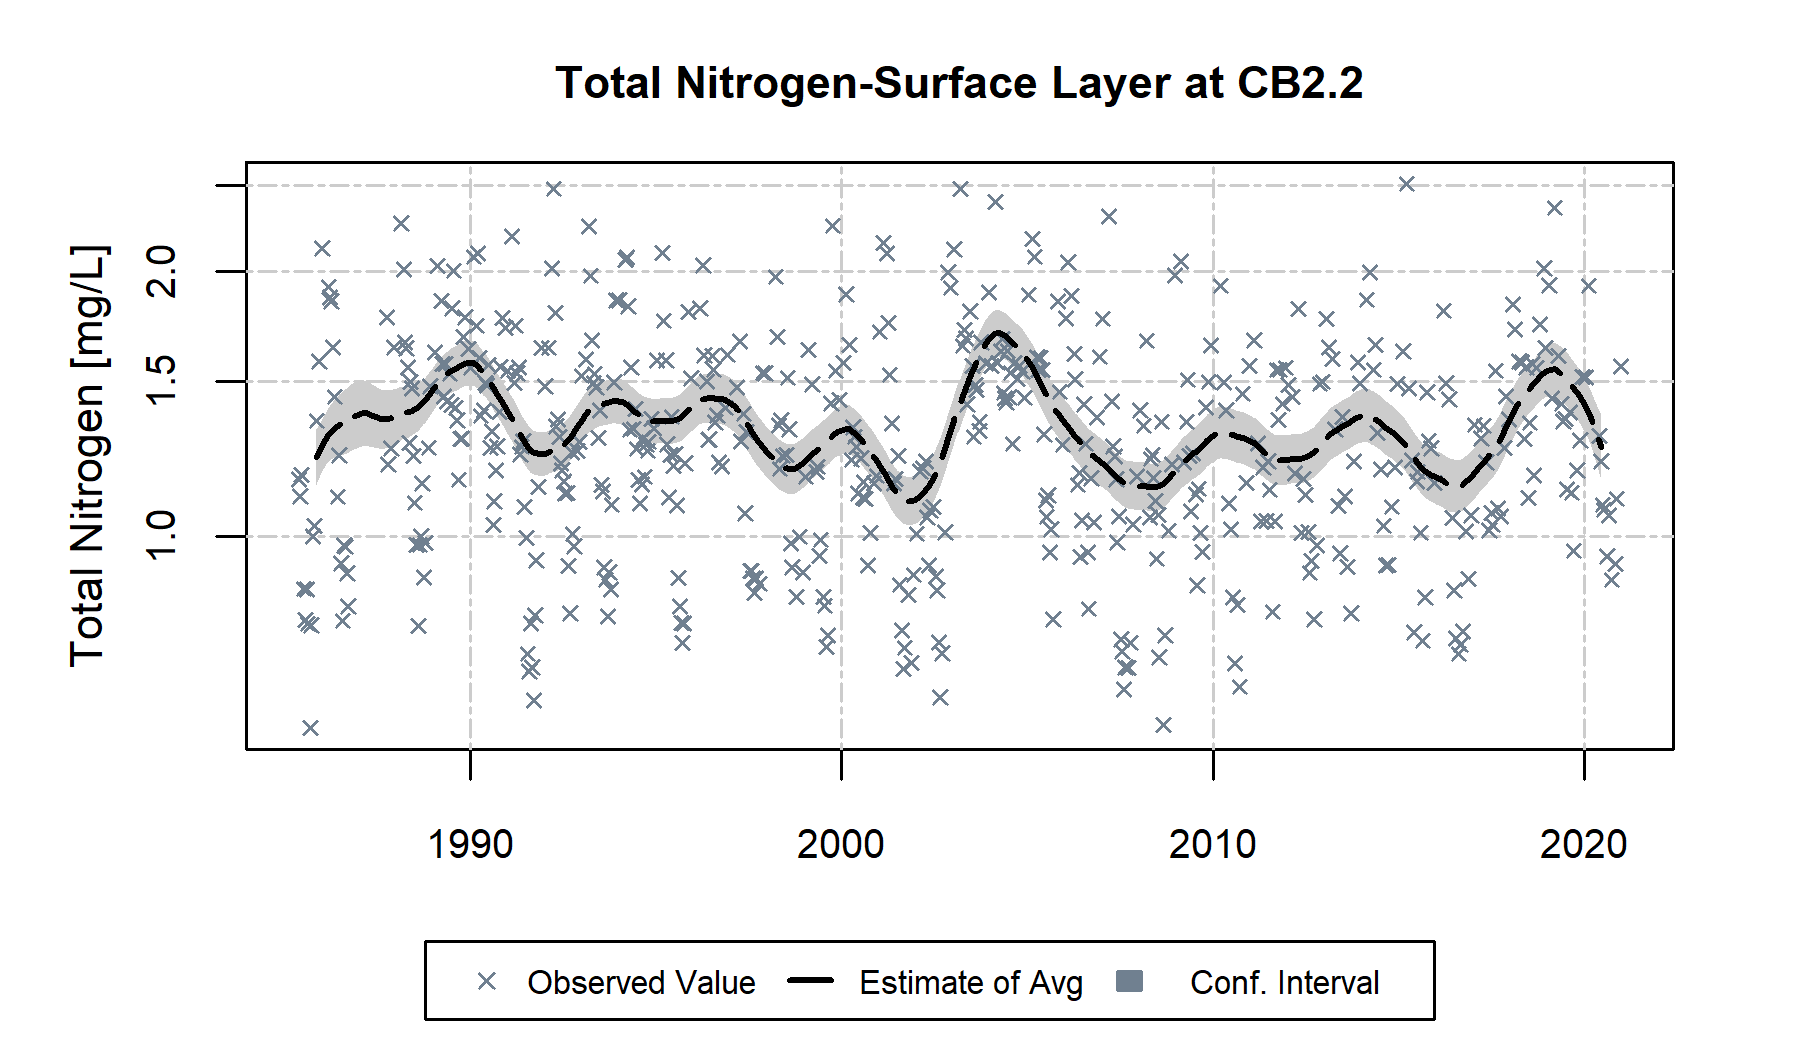 Total Nitrogen-Surface Layer at CB2.2
Total Nitrogen [mg/L]
2.0
1.5
1.0
1990 2000 2010 2020
Observed Value Estimate of Avg Conf. Interval